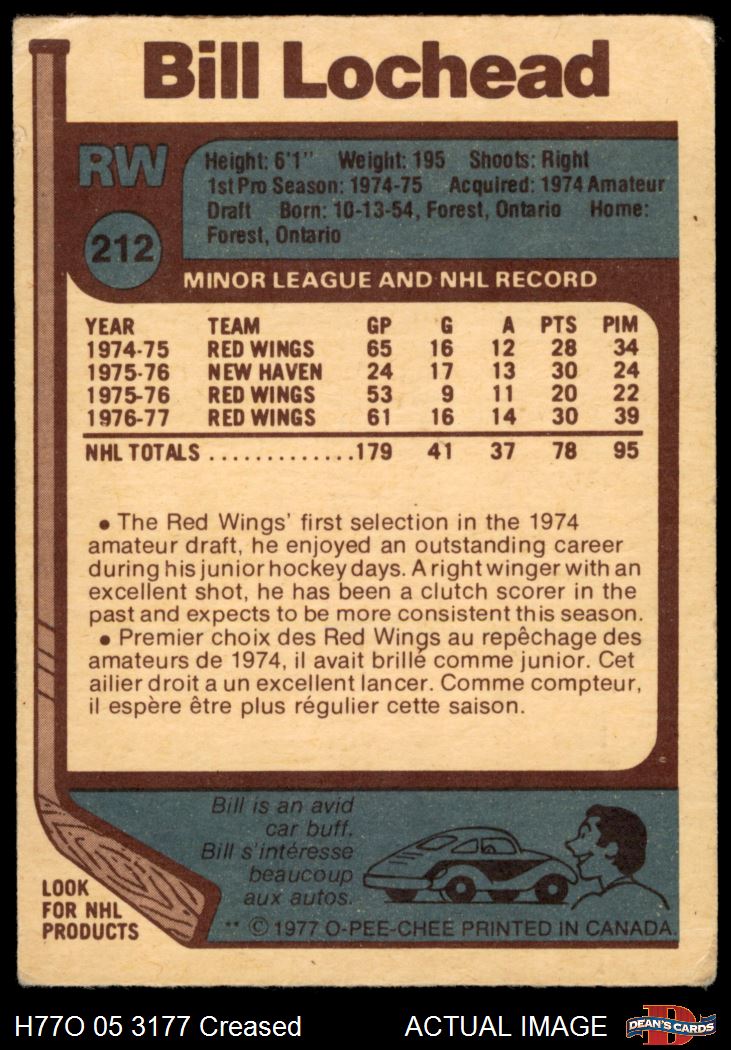 Bill Lochead
RW
Height: 6'1" Weight: 195 Shoots: Right
1st Pro Season: 1974-75 Acquired: 1974 Amateur
Draft Born: 10-13-54, Forest, Ontario Home:
Forest, Ontario
212
MINOR LEAGUE AND NHL RECORD
YEAR TEAM GP G A PTS PIM
1974-75 RED WINGS 65 16 12 28 34
1975-76 NEW HAVEN 24 17 13 30 24
1975-76 RED WINGS 53 9 11 20 22
1976-77 RED WINGS 61 16 14 30 39
NHL TOTALS .............179 41 37 78 95
• The Red Wings' first selection in the 1974
amateur draft, he enjoyed an outstanding career
during his junior hockey days. A right winger with an
excellent shot, he has been a clutch scorer in the
past and expects to be more consistent this season.
• Premier choix des Red Wings au repêchage des
amateurs de 1974, il avait brillé comme junior. Cet
ailier droit a un excellent lancer. Comme compteur,
il espère être plus régulier cette saison.
c
Bill is an avid
car buff.
Bill s'intéresse
beaucoup
aux autos.
LOOK
FOR NHL
PRODUCTS
** © 1977 O-PEE-CHEE PRINTED IN CANADA
H77O 05 3177 Creased ACTUAL IMAGE
D
DEAN'S CARDS